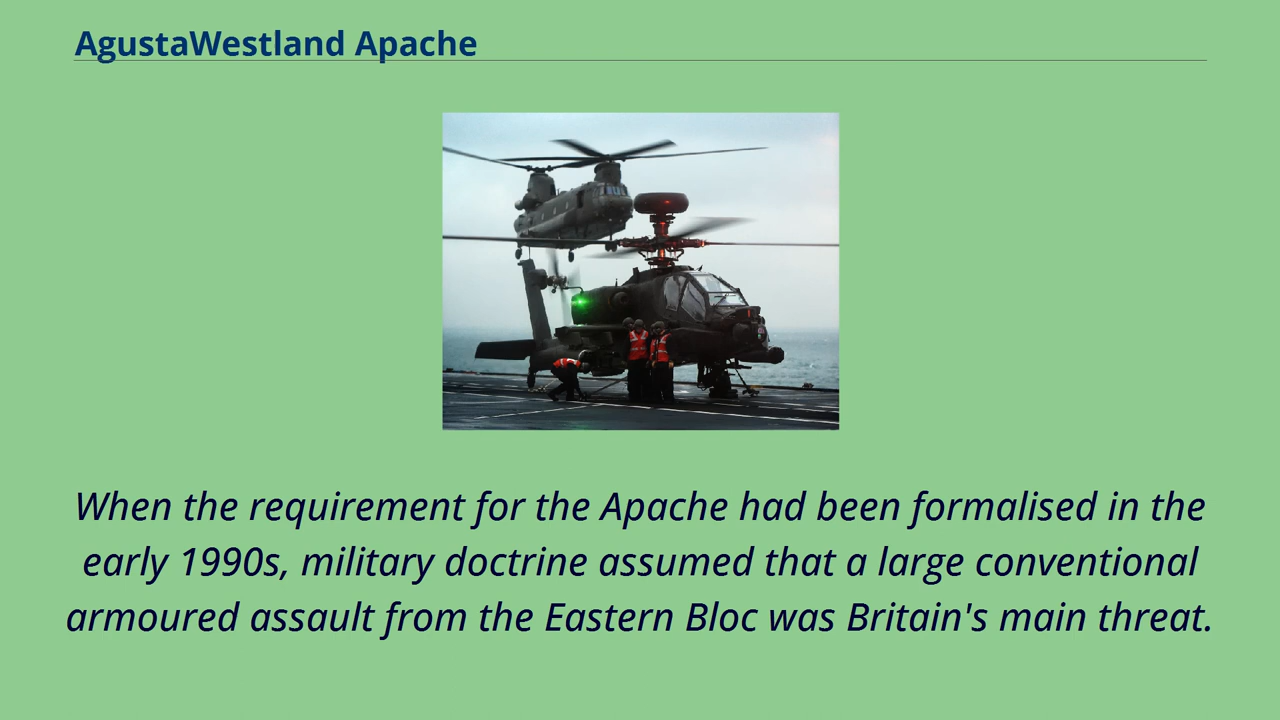 AgustaWestland Apache
When the requirement for the Apache had been formalised in the
early 1990s, military doctrine assumed that a large conventional
armoured assault from the Eastern Bloc was Britain's main threat.